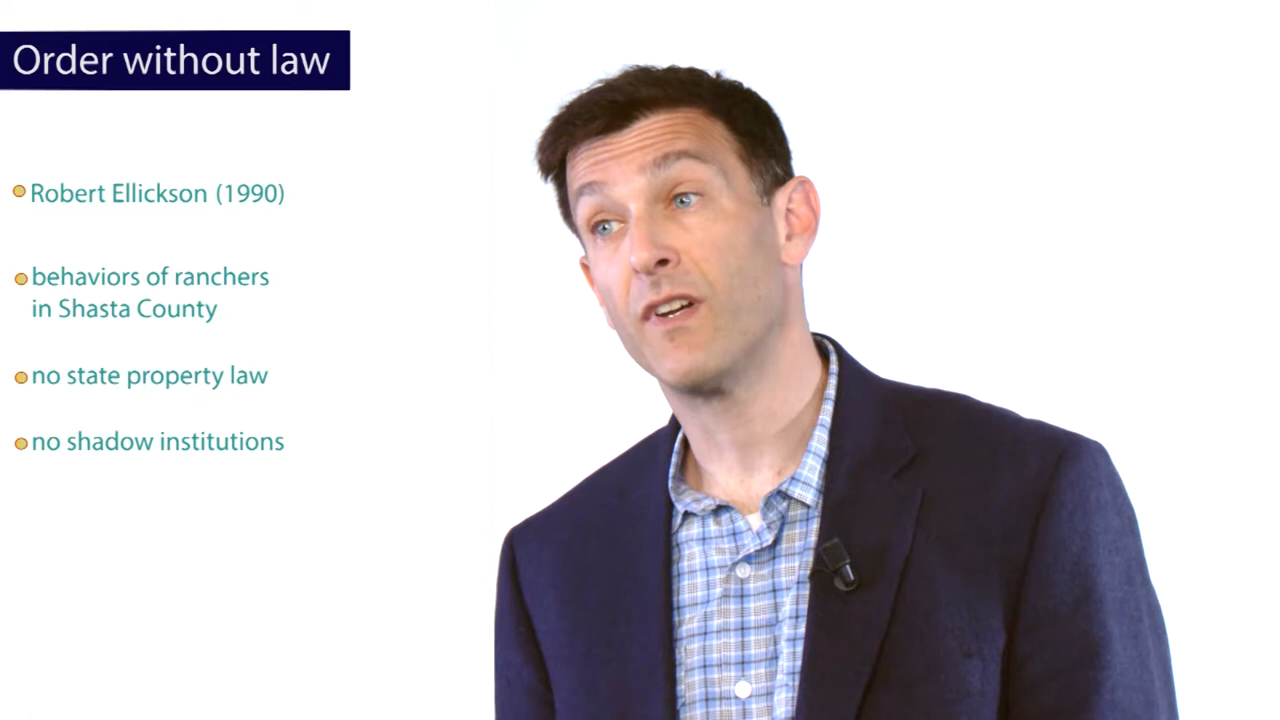 Order without law
Robert Ellickson (1990)
behaviors of ranchers
in Shasta County
no state property law
no shadow institutions